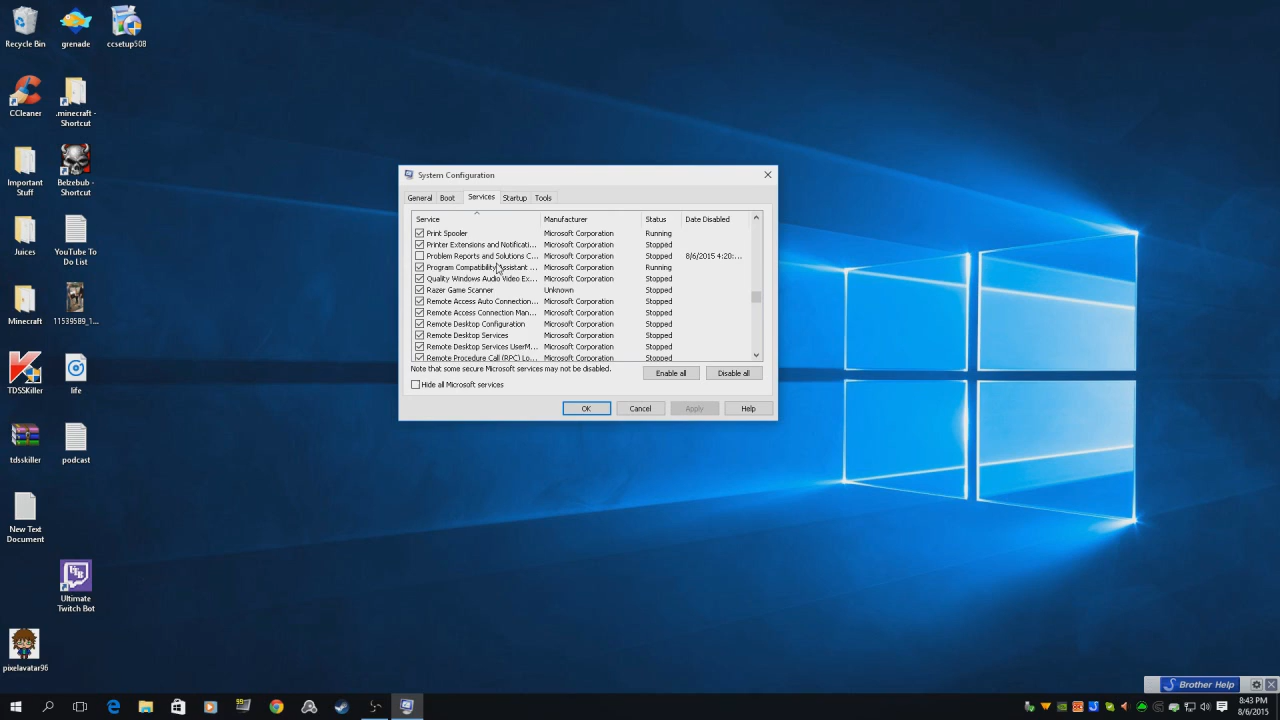 Recycle Bin
grenade
ccsetup508
CCleaner
.minecraft -
Shortcut
Important
Stuff
Belzebub -
Shortcut
Juices
YouTube To
Do List
Minecraft
11539589_1...
TDSSKiller
life
tdsskiller
podcast
New Text
Document
Ultimate
Twitch Bot
pixelavatar96
System Configuration
General Boot Services Startup Tools
Service Manufacturer Status Date Disabled
Print Spooler Microsoft Corporation Running
Printer Extensions and Notificati... Microsoft Corporation Stopped
Problem Reports and Solutions C... Microsoft Corporation Stopped 8/6/2015 4:20:...
Program Compatibility Assistant ... Microsoft Corporation Running
Quality Windows Audio Video Ex... Microsoft Corporation Stopped
Razer Game Scanner Unknown Stopped
Remote Access Auto Connection... Microsoft Corporation Stopped
Remote Access Connection Man... Microsoft Corporation Stopped
Remote Desktop Configuration Microsoft Corporation Stopped
Remote Desktop Services Microsoft Corporation Stopped
Remote Desktop Services UserM... Microsoft Corporation Stopped
Remote Procedure Call (RPC) Lo... Microsoft Corporation Stopped
Note that some secure Microsoft services may not be disabled.
Enable all Disable all
Hide all Microsoft services
OK Cancel Apply Help
Brother Help
8:43 PM
8/6/2015